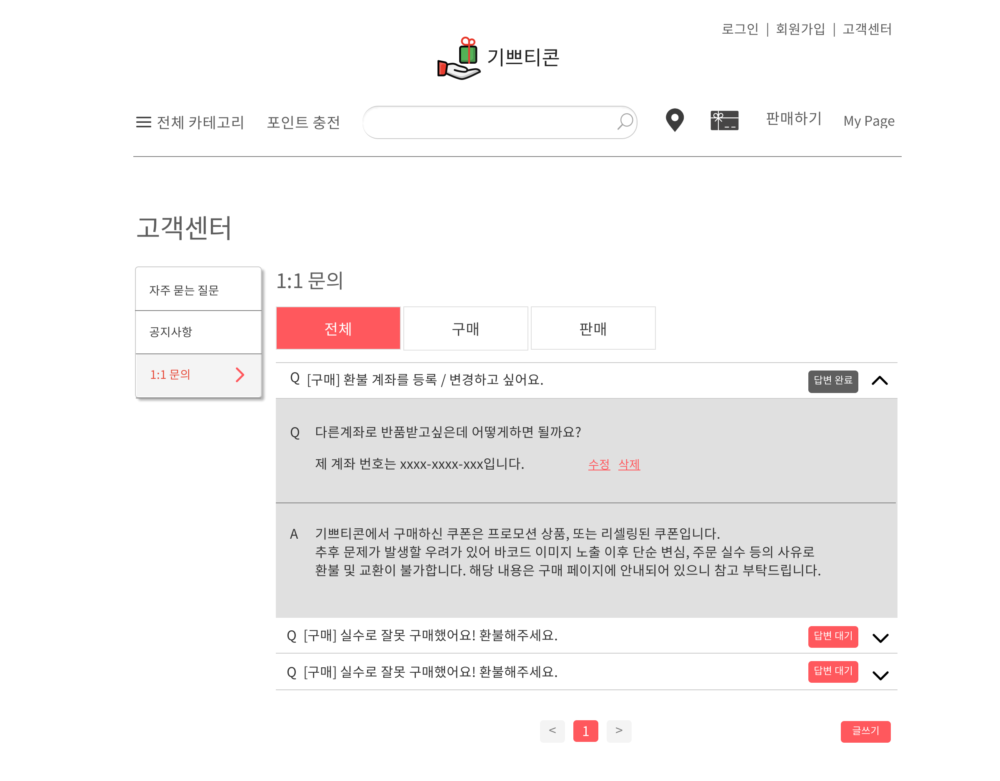 로그인 | 회원가입 | 고객센터
기쁘티콘
전체 카테고리 포인트 충전 판매하기 My Page
고객센터
자주 묻는 질문
공지사항
1:1 문의 >
1:1 문의
전체 구매 판매
Q [구매] 환불 계좌를 등록 / 변경하고 싶어요. 답변 완료
Q 다른계좌로 반품받고싶은데 어떻게하면 될까요?
제 계좌 번호는 xxxx-xxxx-xxx입니다. 수정 삭제
A 기쁘티콘에서 구매하신 쿠폰은 프로모션 상품, 또는 리셀링된 쿠폰입니다.
추후 문제가 발생할 우려가 있어 바코드 이미지 노출 이후 단순 변심, 주문 실수 등의 사유로
환불 및 교환이 불가합니다. 해당 내용은 구매 페이지에 안내되어 있으니 참고 부탁드립니다.
Q [구매] 실수로 잘못 구매했어요! 환불해주세요. 답변 대기
Q [구매] 실수로 잘못 구매했어요! 환불해주세요. 답변 대기
< 1 > 글쓰기